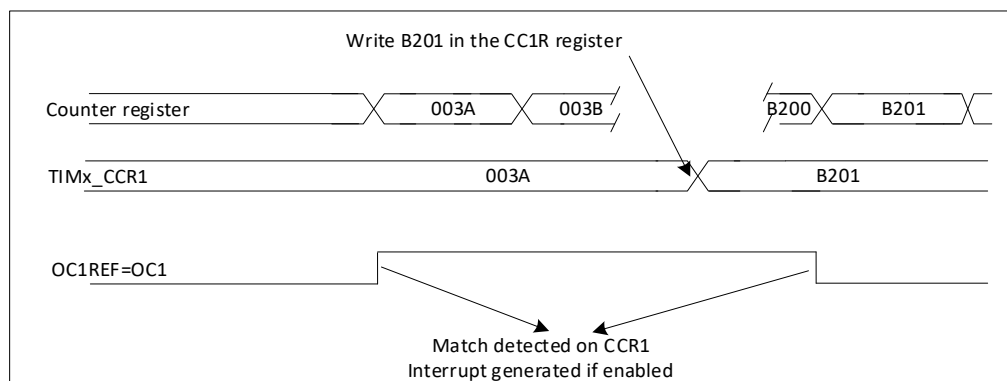 Write B201 in the CC1R register
Counter register
003A
003B
B200
B201
TIMx_CCR1
003A
B201
OC1REF=OC1
Match detected on CCR1
Interrupt generated if enabled